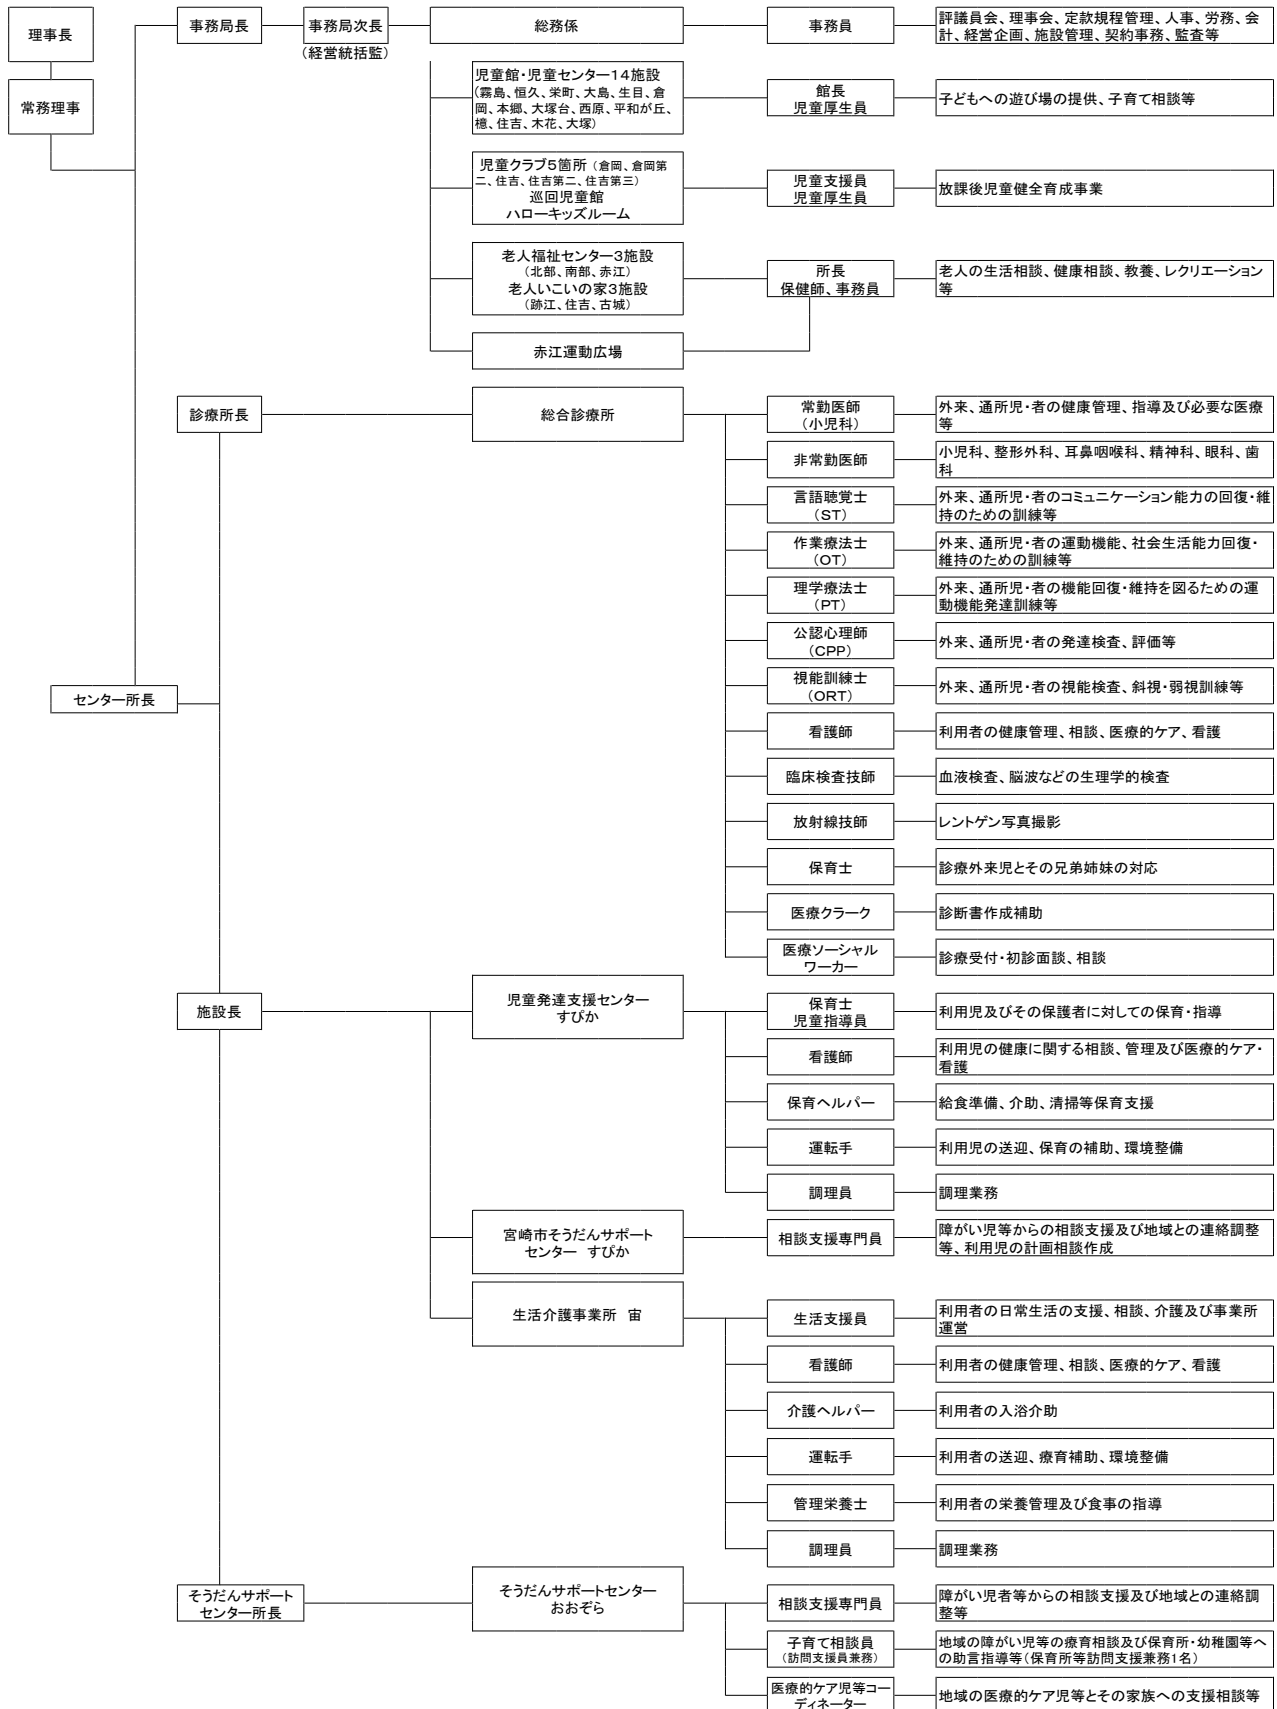 理事長
常務理事
事務局長
事務局次長
(経営統括監)
総務係
事務員
評議員会、理事会、定款規程管理、人事、労務、会
計、経営企画、施設管理、契約事務、監査等
児童館・児童センター14施設
(霧島、恒久、栄町、大島、生目、倉
岡、本郷、大塚台、西原、平和が丘、
檍、住吉、木花、大塚)
館長
児童厚生員
子どもへの遊び場の提供、子育て相談等
児童クラブ5箇所 (倉岡、倉岡第
二、住吉、住吉第二、住吉第三)
巡回児童館
ハローキッズルーム
児童支援員
児童厚生員
放課後児童健全育成事業
老人福祉センター3施設
(北部、南部、赤江)
老人いこいの家3施設
(跡江、住吉、古城)
所長
保健師、事務員
老人の生活相談、健康相談、教養、レクリエーション
等
赤江運動広場
診療所長
総合診療所
常勤医師
(小児科)
外来、通所児・者の健康管理、指導及び必要な医療
等
非常勤医師
小児科、整形外科、耳鼻咽喉科、精神科、眼科、歯
科
言語聴覚士
(ST)
外来、通所児・者のコミュニケーション能力の回復・維
持のための訓練等
作業療法士
(OT)
外来、通所児・者の運動機能、社会生活能力回復・
維持のための訓練等
理学療法士
(PT)
外来、通所児・者の機能回復・維持を図るための運
動機能発達訓練等
公認心理師
(CPP)
外来、通所児・者の発達検査、評価等
センター所長
視能訓練士
(ORT)
外来、通所児・者の視能検査、斜視・弱視訓練等
看護師
利用者の健康管理、相談、医療的ケア、看護
臨床検査技師
血液検査、脳波などの生理学的検査
放射線技師
レントゲン写真撮影
保育士
診療外来児とその兄弟姉妹の対応
医療クラーク
診断書作成補助
医療ソーシャル
ワーカー
診療受付・初診面談、相談
施設長
児童発達支援センター
すぴか
保育士
児童指導員
利用児及びその保護者に対しての保育・指導
看護師
利用児の健康に関する相談、管理及び医療的ケア・
看護
保育ヘルパー
給食準備、介助、清掃等保育支援
運転手
利用児の送迎、保育の補助、環境整備
調理員
調理業務
宮崎市そうだんサポート
センター すぴか
相談支援専門員
障がい児等からの相談支援及び地域との連絡調整
等、利用児の計画相談作成
生活介護事業所 宙
生活支援員
利用者の日常生活の支援、相談、介護及び事業所
運営
看護師
利用者の健康管理、相談、医療的ケア、看護
介護ヘルパー
利用者の入浴介助
運転手
利用者の送迎、療育補助、環境整備
管理栄養士
利用者の栄養管理及び食事の指導
調理員
調理業務
そうだんサポート
センター所長
そうだんサポートセンター
おおぞら
相談支援専門員
障がい児者等からの相談支援及び地域との連絡調
整等
子育て相談員
(訪問支援員兼務)
地域の障がい児等の療育相談及び保育所・幼稚園等へ
の助言指導等(保育所等訪問支援兼務1名)
医療的ケア児等コー
ディネーター
地域の医療的ケア児等とその家族への支援相談等